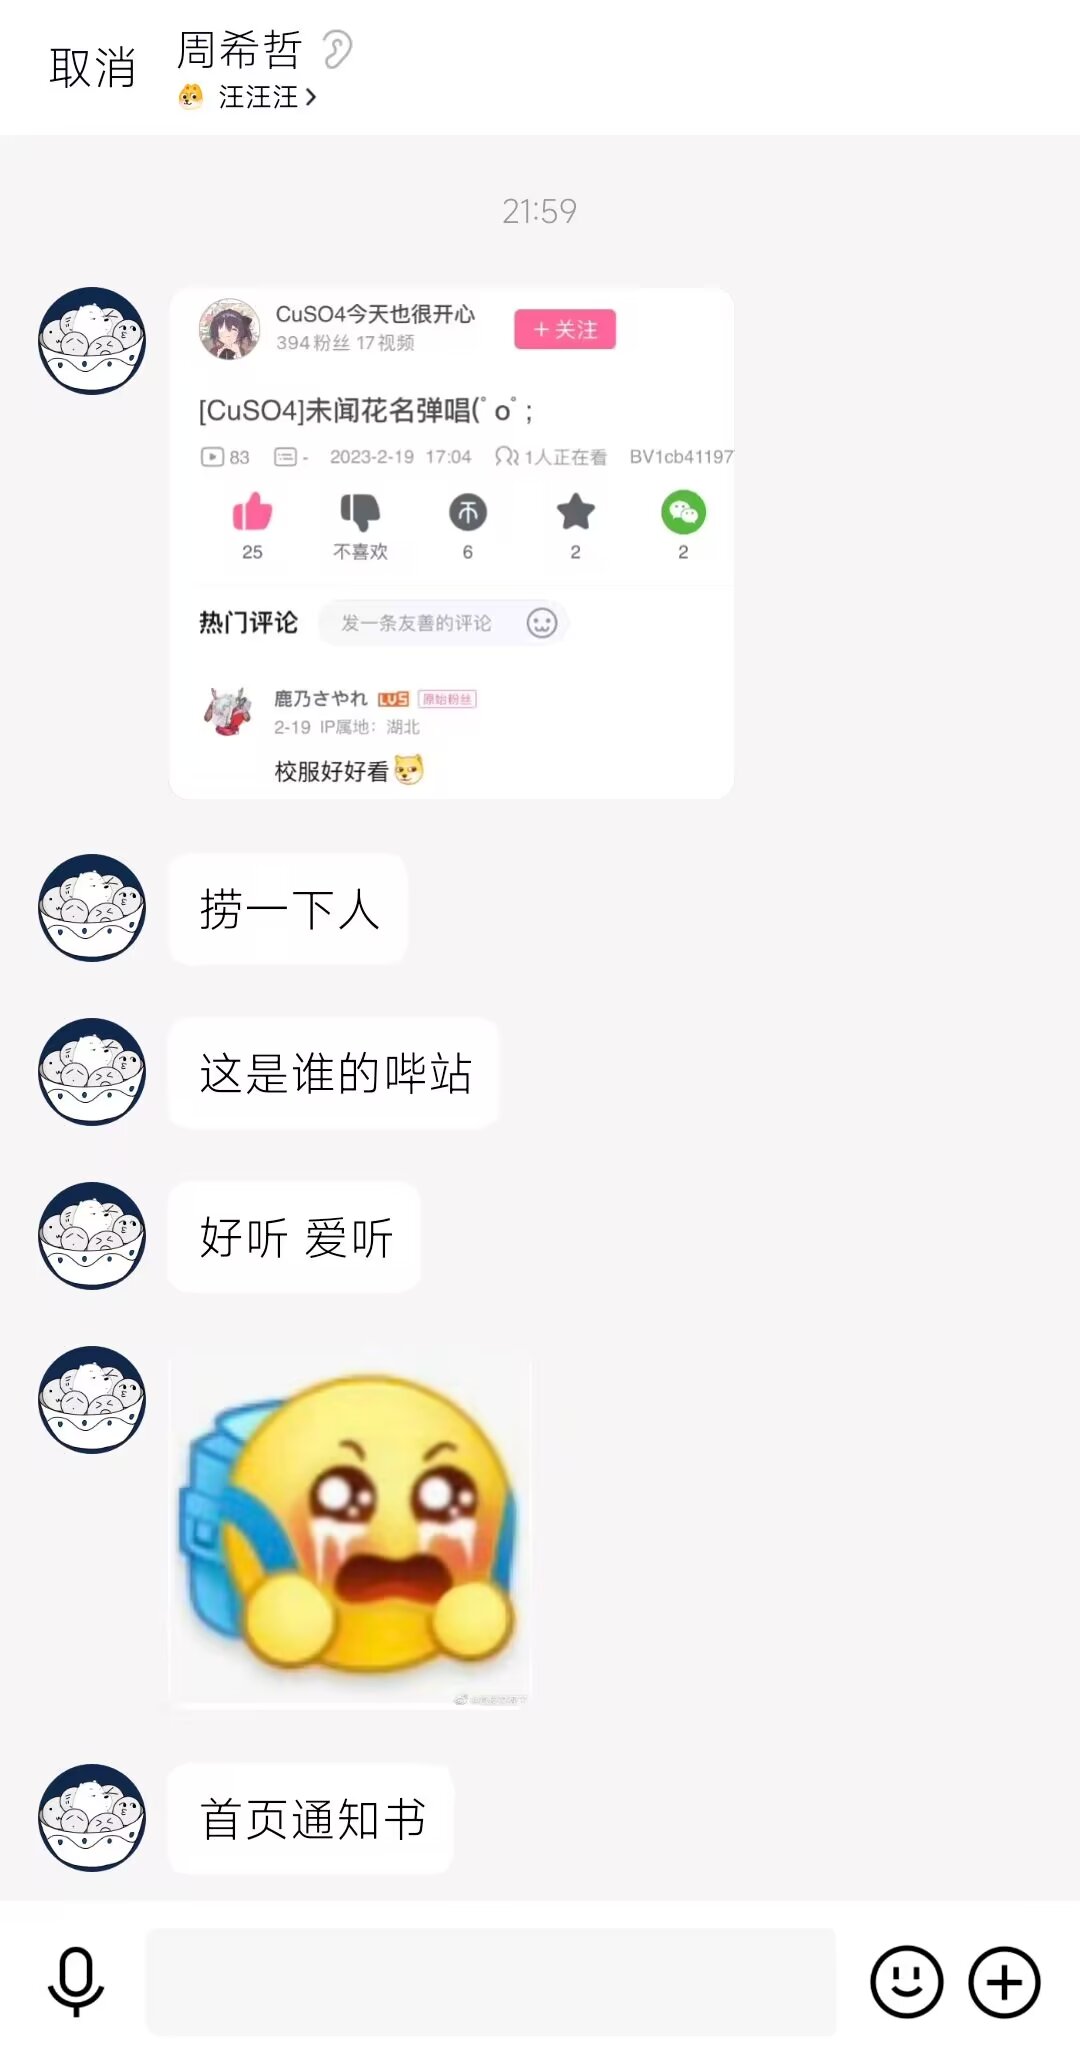 取消
周希哲
汪汪汪
21:59
CuSO4今天也很开心
+关注
394粉丝 17视频
[CuSO4]未闻花名弹唱(ﾟoﾟ;
83 - 2023-2-19 17:04 1人正在看 BV1cb41197
25 不喜欢 6 2 2
热门评论 发一条友善的评论
鹿乃さやれ LV5 原始粉丝
2-19 IP属地：湖北
校服好好看
捞一下人
这是谁的哔站
好听 爱听
首页通知书